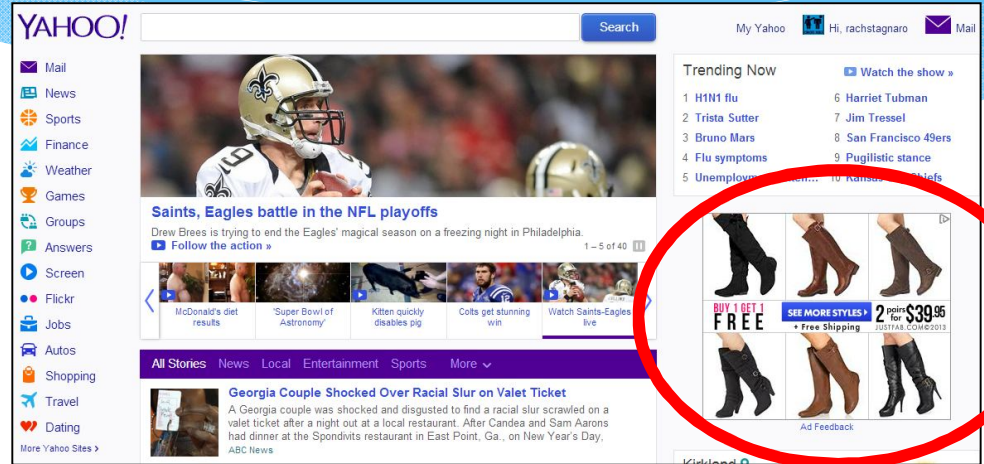 YAHOO!
Search
My Yahoo
Hi, rachstagnaro
Mail
Mail
News
Sports
Finance
Weather
Games
Groups
Answers
Screen
Flickr
Jobs
Autos
Shopping
Travel
Dating
More Yahoo Sites >
Saints, Eagles battle in the NFL playoffs
Drew Brees is trying to end the Eagles' magical season on a freezing night in Philadelphia.
Follow the action »
1 – 5 of 40
McDonald's diet
results
'Super Bowl of
Astronomy'
Kitten quickly
disables pig
Colts get stunning
win
Watch Saints-Eagles
live
All Stories News Local Entertainment Sports More
Georgia Couple Shocked Over Racial Slur on Valet Ticket
A Georgia couple was shocked and disgusted to find a racial slur scrawled on a
valet ticket after a night out at a local restaurant. After Candea and Sam Aarons
had dinner at the Spondivits restaurant in East Point, Ga., on New Year's Day,
ABC News
Trending Now
Watch the show »
1 H1N1 flu
2 Trista Sutter
3 Bruno Mars
4 Flu symptoms
5
6 Harriet Tubman
7 Jim Tressel
8 San Francisco 49ers
9 Pugilistic stance
10
BUY 1 GET 1
FREE
SEE MORE STYLES
+ Free Shipping
2 pairs for $39.95
JUSTFAB.COM©2013
Ad Feedback
Kirkland